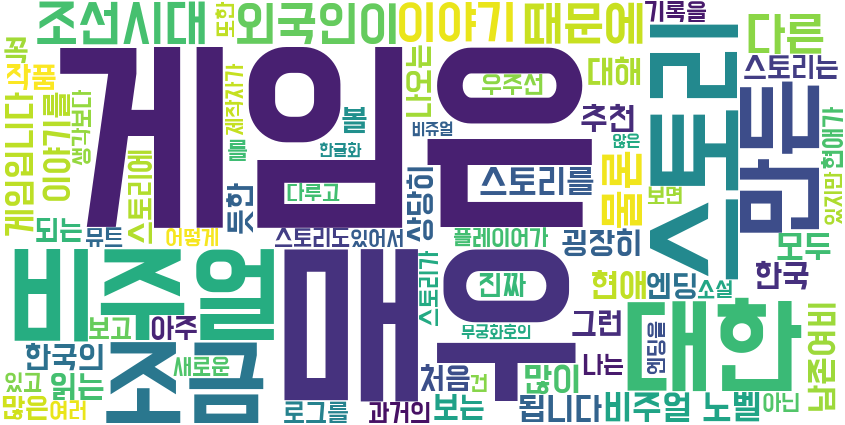 조선시대
또한
외국인이
이야기
때문에
기록을
다른
꼭
작품
게임입니다
이야기를
생각보다
스토리에
제작자가
게임은
를
볼
비쥬얼
한글화
나오는
우주선
대해
추천
않은
스토리
스토리는
만든
물론
현애가
있지만
되는
뮤트
어떻게
듯한
다루고
스토리도
있어서
상당히
스토리를
플레이어가
굉장히
보면
모두
한국
비주얼
매우
스토리가
진짜
현애
엔딩
소설
대한
남존여비
보고
아주
한국의
조금
새로운
무궁화호의
그런
나는
엔딩을
있고
읽는
많은
여러
로그를
과거의
처음
보는
건
많이
됩니다
비주얼 노벨
아닌